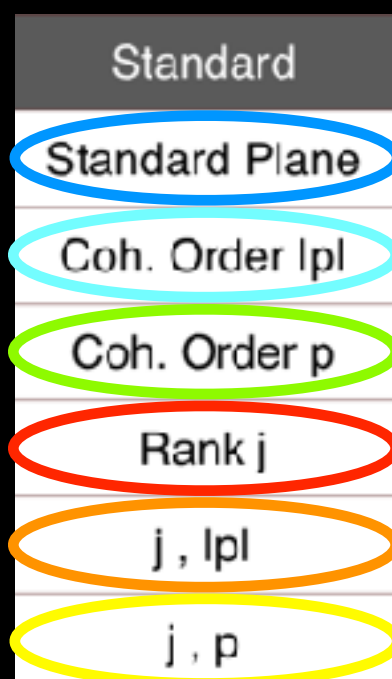 Standard
Standard Plane
Coh. Order |p|
Coh. Order p
Rank j
j , |p|
j , p